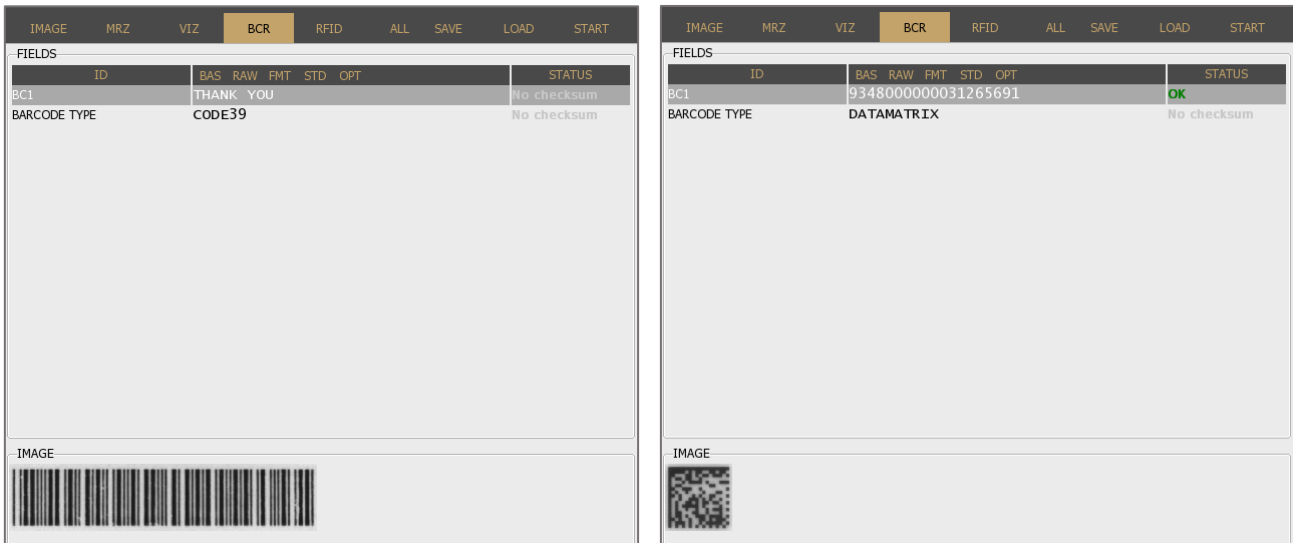 IMAGE MRZ VIZ BCR RFID ALL SAVE LOAD START
FIELDS
ID BAS RAW FMT STD OPT STATUS
BC1 THANK YOU No checksum
BARCODE TYPE CODE39 No checksum
IMAGE
IMAGE MRZ VIZ BCR RFID ALL SAVE LOAD START
FIELDS
ID BAS RAW FMT STD OPT STATUS
BC1 9348000000031265691 OK
BARCODE TYPE DATAMATRIX No checksum
IMAGE